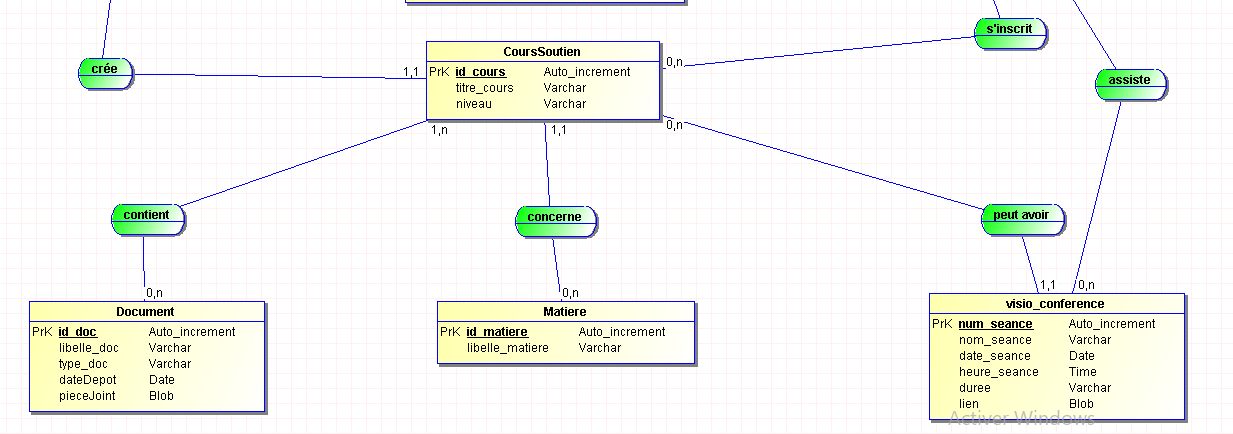 s'inscrit
crée
1,1
CoursSoutien
PrK id_cours Auto_increment
titre_cours Varchar
niveau Varchar
0,n
assiste
1,n
1,1
0,n
contient
concerne
peut avoir
0,n
Document
PrK id_doc Auto_increment
libelle_doc Varchar
type_doc Varchar
dateDepot Date
pieceJoint Blob
0,n
Matiere
PrK id_matiere Auto_increment
libelle_matiere Varchar
1,1
0,n
visio_conference
PrK num_seance Auto_increment
nom_seance Varchar
date_seance Date
heure_seance Time
duree Varchar
lien Blob
Activer Windows